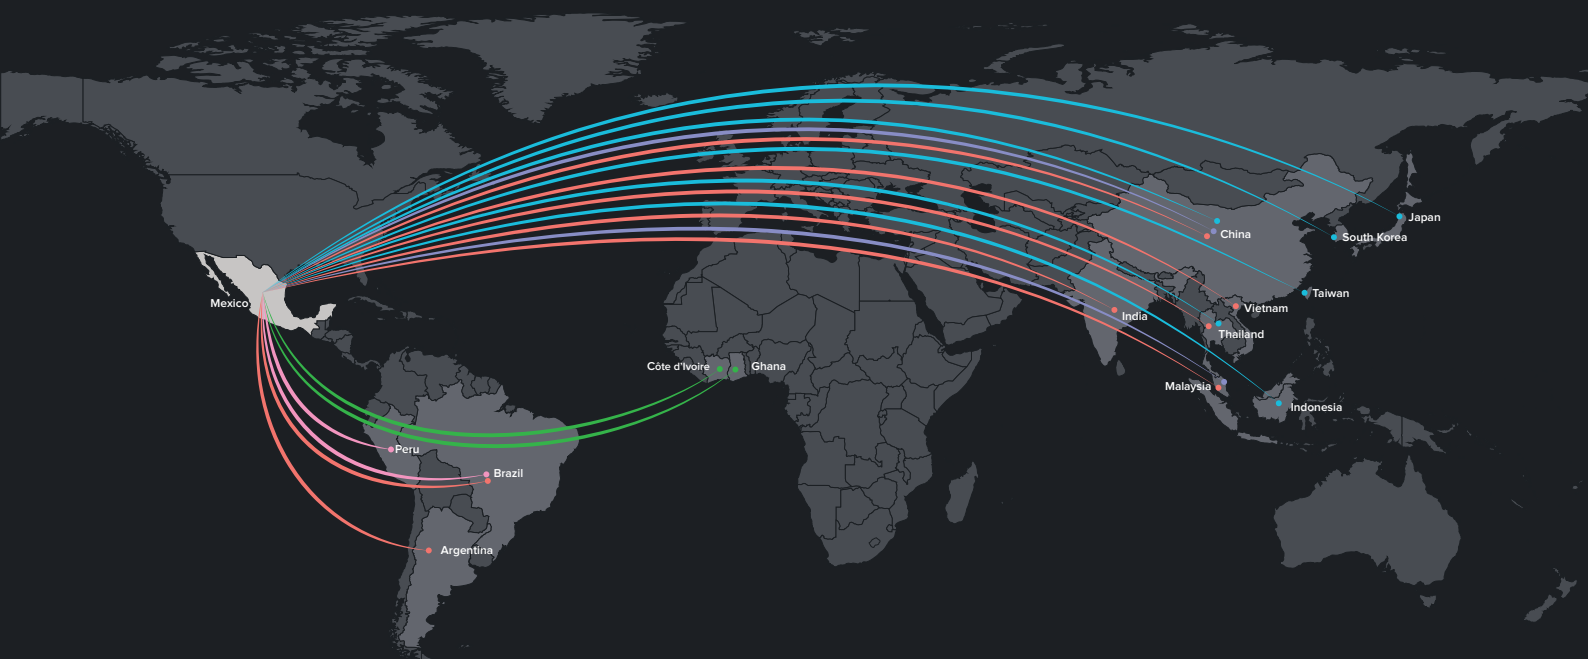 Japan
China
South Korea
Taiwan
Mexico
Vietnam
India
Thailand
Côte d'Ivoire
Ghana
Malaysia
Indonesia
Peru
Brazil
Argentina